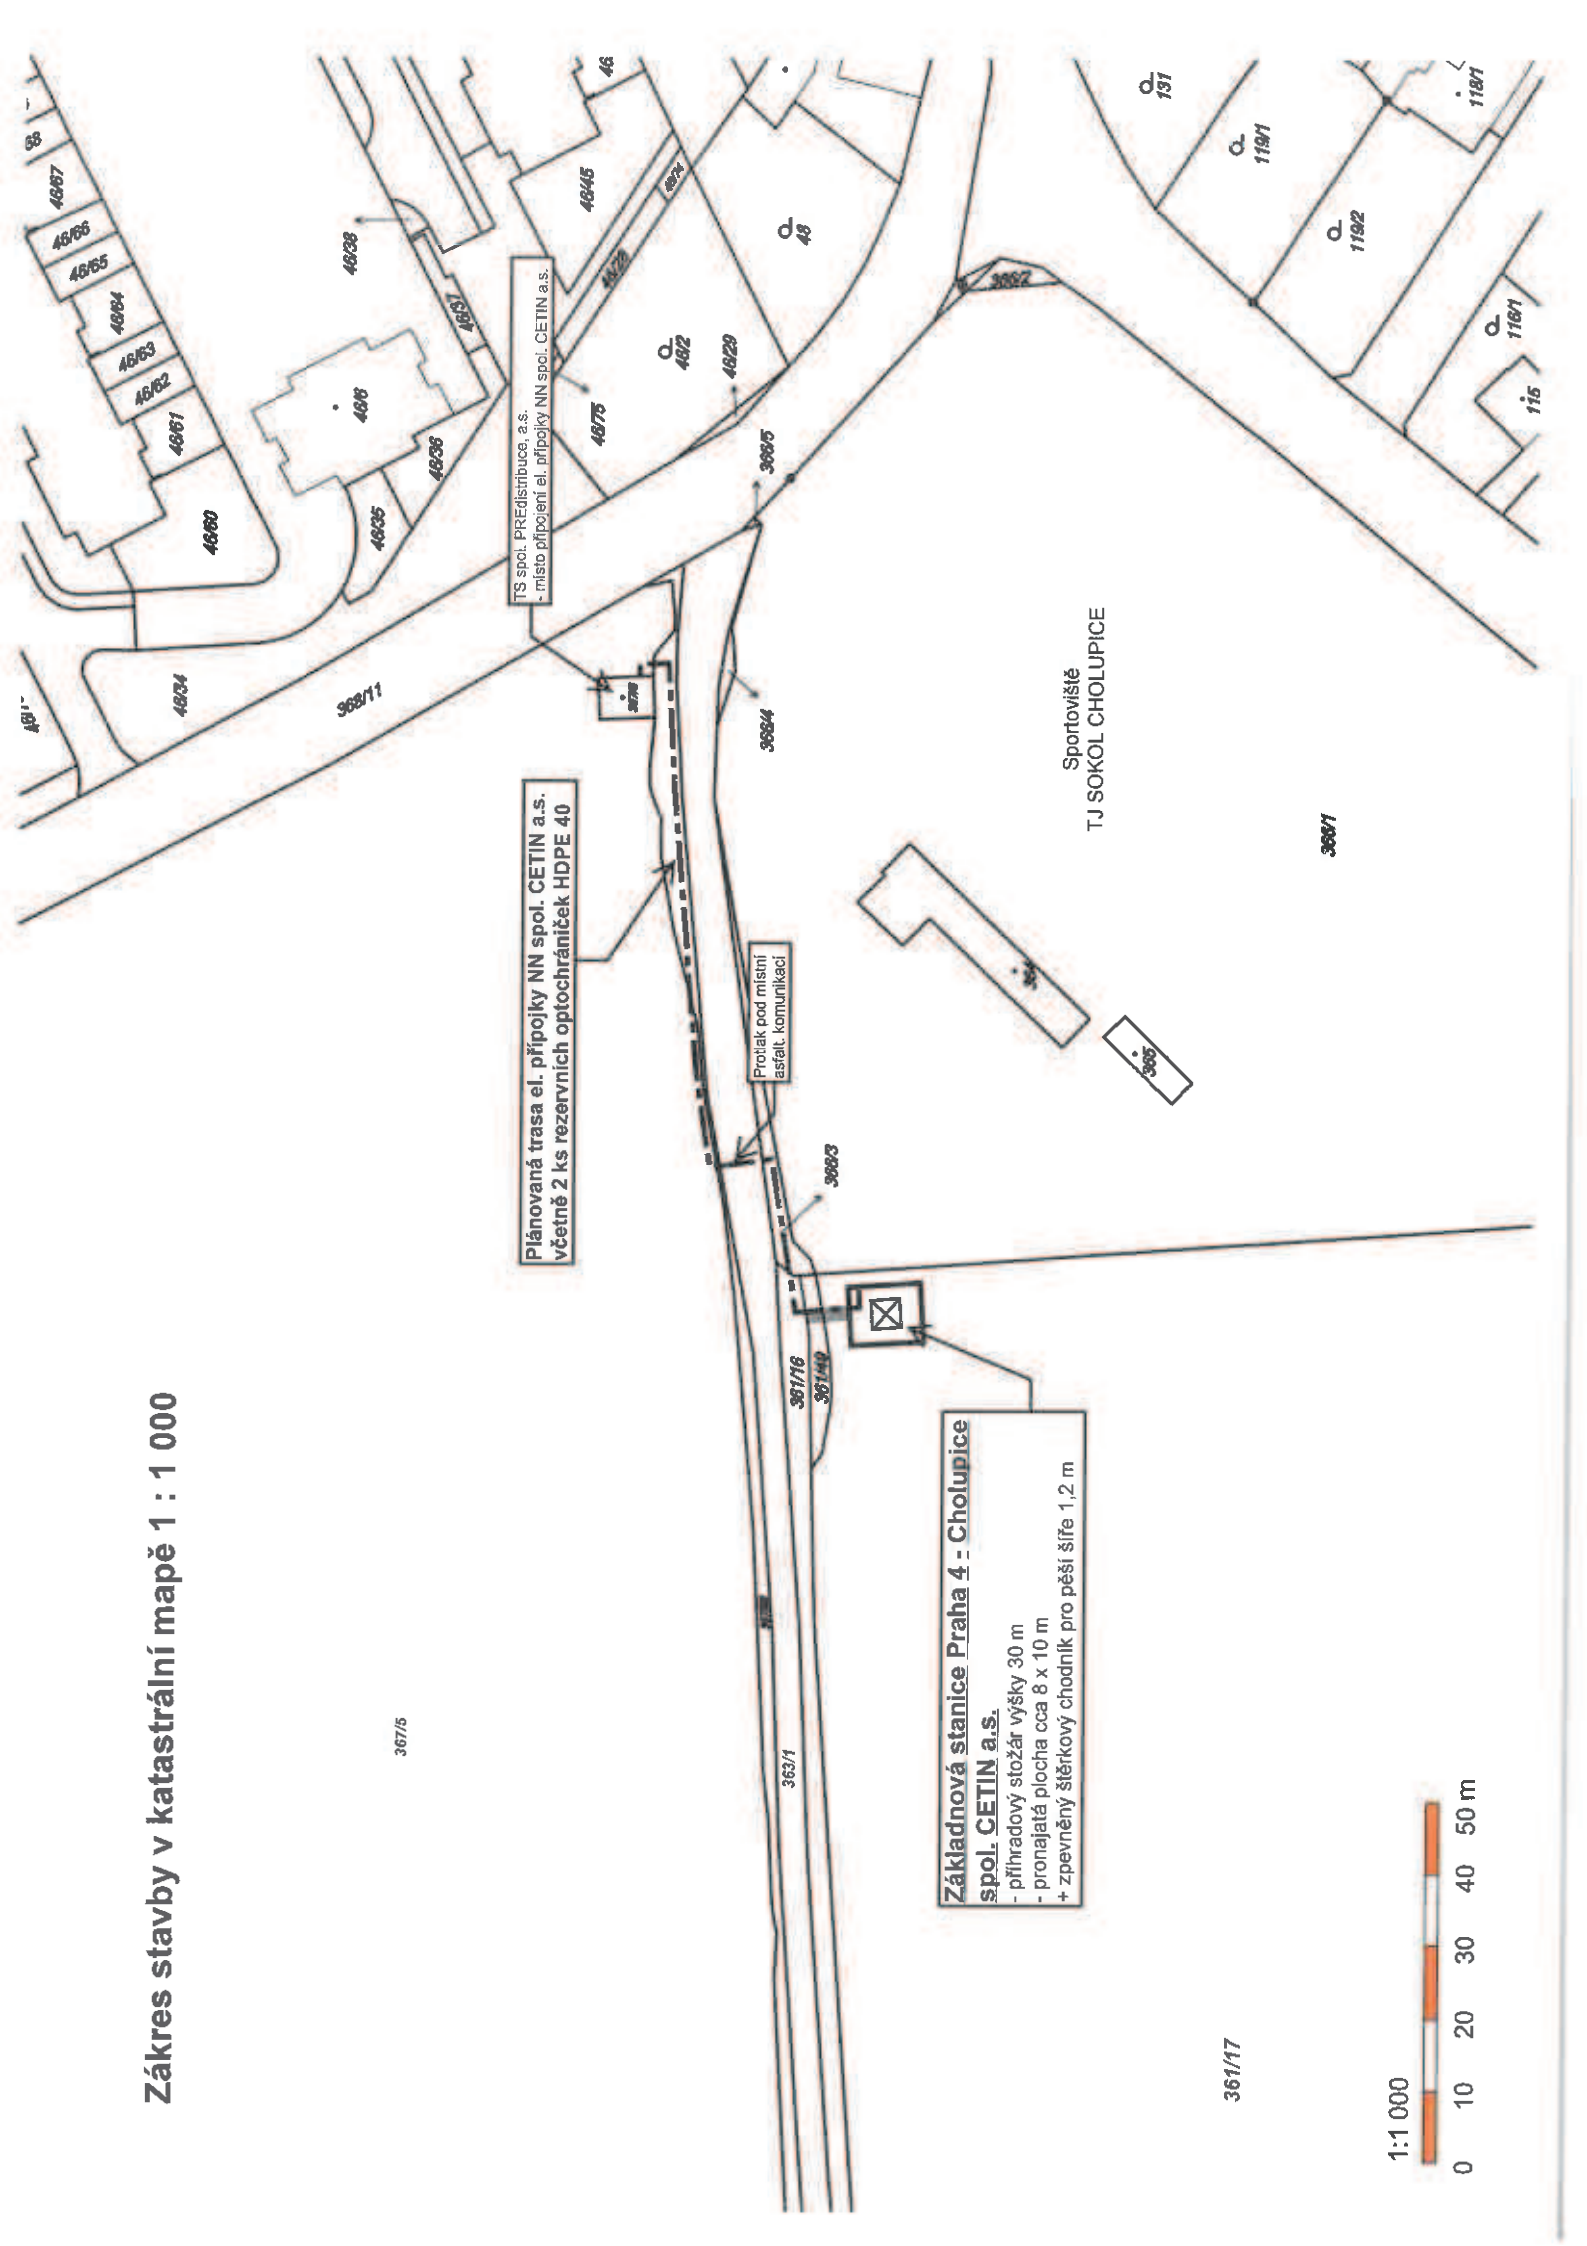 Zákres stavby v katastrální mapě 1 : 1 000
68
46/67
46/66
46/65
46/64
46/63
46/62
46/61
46/60
46/34
368/11
46/38
46/37
46/6
46/36
46/35
46/45
46/2
46/29
46/75
48
366/5
366/2
131
119/1
119/2
118/1
116/1
115
TS spol. PREdistribuce, a.s.
- místo připojení el. přípojky NN spol. CETIN a.s.
Plánovaná trasa el. přípojky NN spol. CETIN a.s.
včetně 2 ks rezervních optochrániček HDPE 40
366/4
Protlak pod místní
asfalt. komunikací
366/3
Sportoviště
TJ SOKOL CHOLUPICE
366/1
364
365
361/16
361/49
367/5
363/1
Základnová stanice Praha 4 - Cholupice
spol. CETIN a.s.
- příhradový stožár výšky 30 m
- pronajatá plocha cca 8 x 10 m
+ zpevněný štěrkový chodník pro pěší šíře 1,2 m
361/17
1:1 000
0 10 20 30 40 50 m